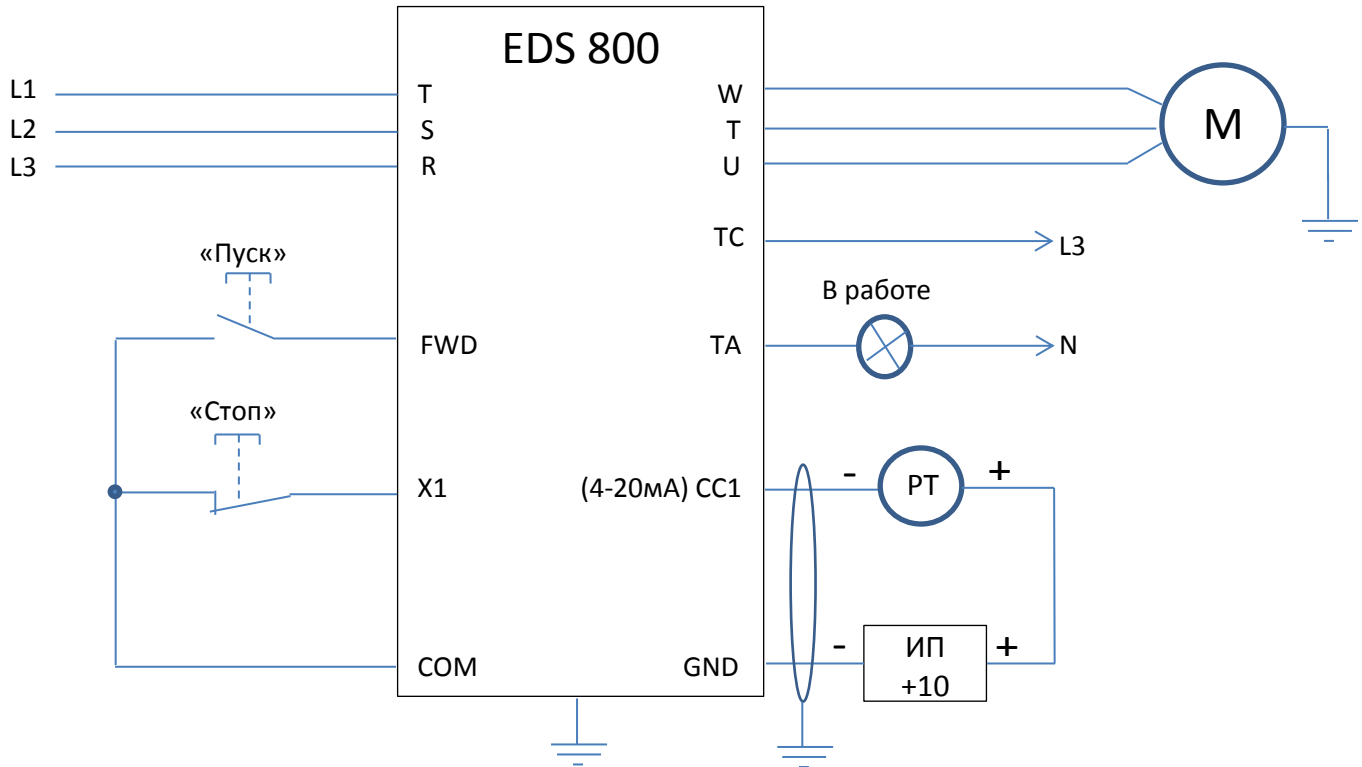 EDS 800
L1
T
W
M
L2
S
T
L3
R
U
TC
L3
«Пуск»
В работе
FWD
TA
N
«Стоп»
X1
(4-20мА) CC1
-
РТ
+
COM
GND
-
ИП
+10
+